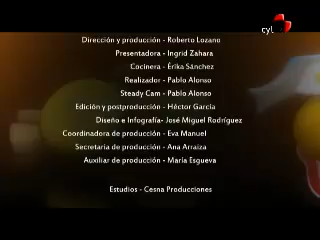 cyl
Dirección y producción - Roberto Lozano
Presentadora - Ingrid Zahara
Cocinera - Érika Sánchez
Realizador - Pablo Alonso
Steady Cam - Pablo Alonso
Edición y postproducción - Héctor García
Diseño e Infografía- José Miguel Rodríguez
Coordinadora de producción - Eva Manuel
Secretaria de producción - Ana Arraiza
Auxiliar de producción - María Esgueva
Estudios - Cesna Producciones